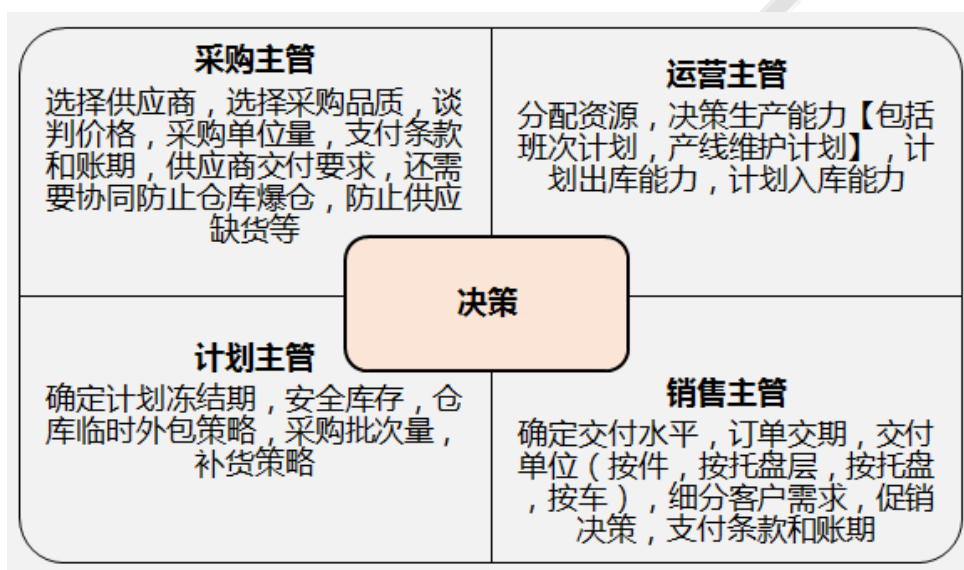 采购主管
选择供应商，选择采购品质，谈
判价格，采购单位量，支付条款
和账期，供应商交付要求，还需
要协同防止仓库爆仓，防止供应
缺货等
运营主管
分配资源，决策生产能力【包括
班次计划，产线维护计划】，计
划出库能力，计划入库能力
决策
计划主管
确定计划冻结期，安全库存，仓
库临时外包策略，采购批次量，
补货策略
销售主管
确定交付水平，订单交期，交付
单位（按件，按托盘层，按托盘
，按车），细分客户需求，促销
决策，支付条款和账期